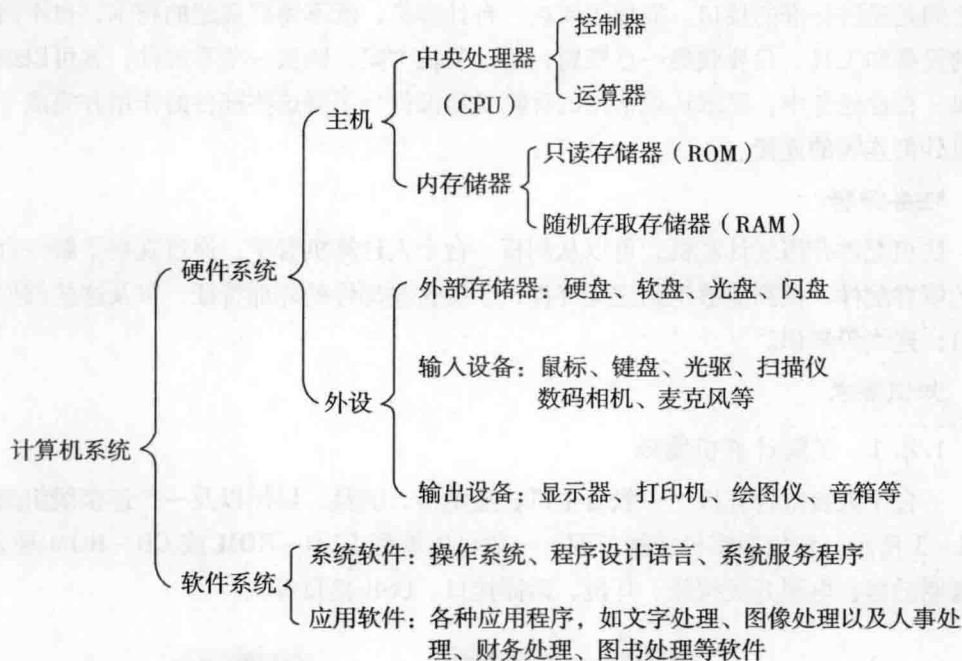 控制器
中央处理器
(CPU)
运算器
主机
只读存储器(ROM)
内存储器
随机存取存储器(RAM)
硬件系统
外部存储器:硬盘、软盘、光盘、闪盘
输入设备:鼠标、键盘、光驱、扫描仪
数码相机、麦克风等
外设
计算机系统
输出设备:显示器、打印机、绘图仪、音箱等
系统软件:操作系统、程序设计语言、系统服务程序
软件系统
应用软件:各种应用程序,如文字处理、图像处理以及人事处
理、财务处理、图书处理等软件